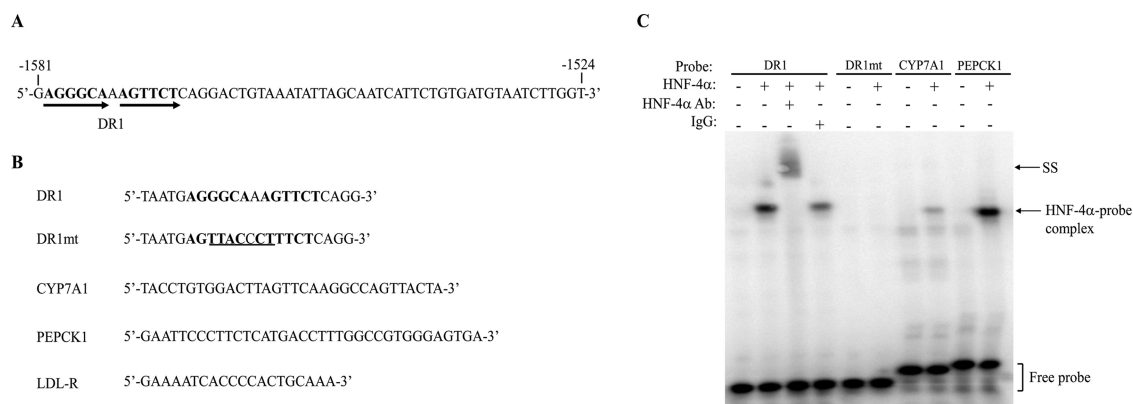 A
-1581
-1524
5’-GAGGGCAAAGTTCTCAGGACTGTAAATATTAGCAATCATTCTGTGATGTAATCTTGGT-3’
DR1
B
DR1 5’-TAATGAGGGCAAAGTTCTCAGG-3’
DR1mt 5’-TAATGAGTTACCCTTTCTCAGG-3’
CYP7A1 5’-TACCTGTGGACTTAGTTCAAGGCCAGTTACTA-3’
PEPCK1 5’-GAATTCCCTTCTCATGACCTTTGGCCGTGGGAGTGA-3’
LDL-R 5’-GAAAATCACCCCACTGCAAA-3’
C
Probe: DR1 DR1mt CYP7A1 PEPCK1
HNF-4α: - + + + - + - + - +
HNF-4α Ab: - - + - - - - - - -
IgG: - - - + - - - - - -
SS
HNF-4α-probe
complex
Free probe